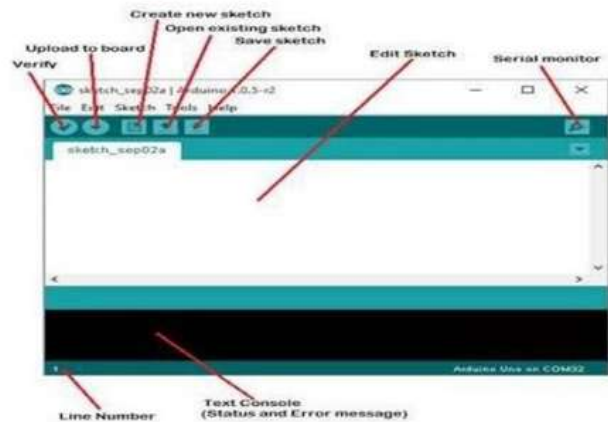 Create new sketch
Open existing sketch
Save sketch
Upload to board
Edit Sketch
Serial monitor
Verify
sketch_sep02a | Arduino 1.0.5-r2
File Edit Sketch Tools Help
sketch_sep02a
1
Arduino Uno on COM32
Line Number
Text Console
(Status and Error message)